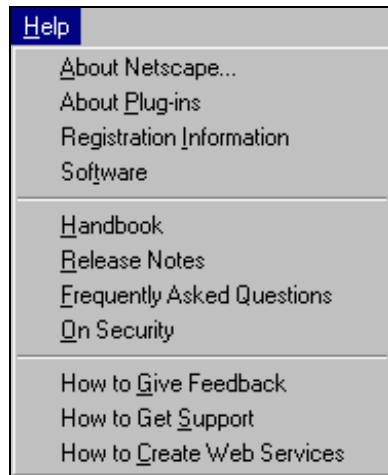 Help
About Netscape...
About Plug-ins
Registration Information
Software
Handbook
Release Notes
Frequently Asked Questions
On Security
How to Give Feedback
How to Get Support
How to Create Web Services